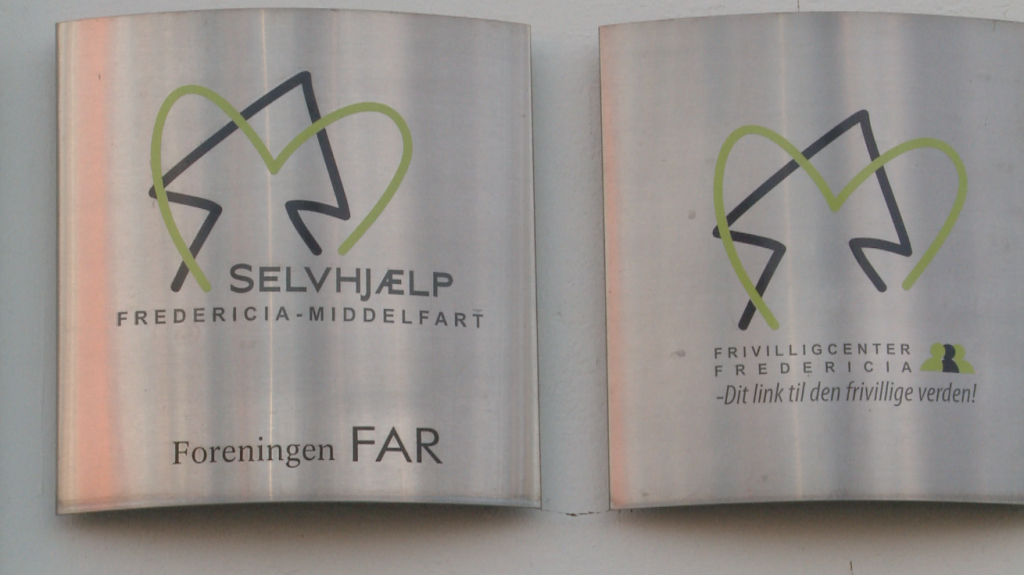 SELVHJÆLP
FREDERICIA-MIDDELFART
Foreningen FAR
FRIVILLIGCENTER
FREDERICIA
-Dit link til den frivillige verden!